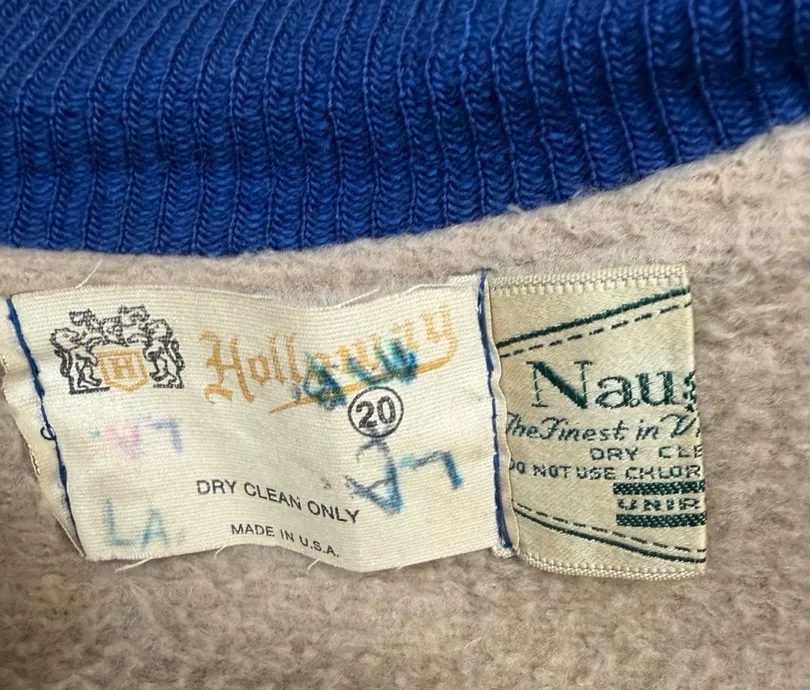 H
Holloway
20
LA
LA
DRY CLEAN ONLY
MADE IN U.S.A.
Naug
The Finest in V
DRY CLE
DO NOT USE CHLOR
UNIR